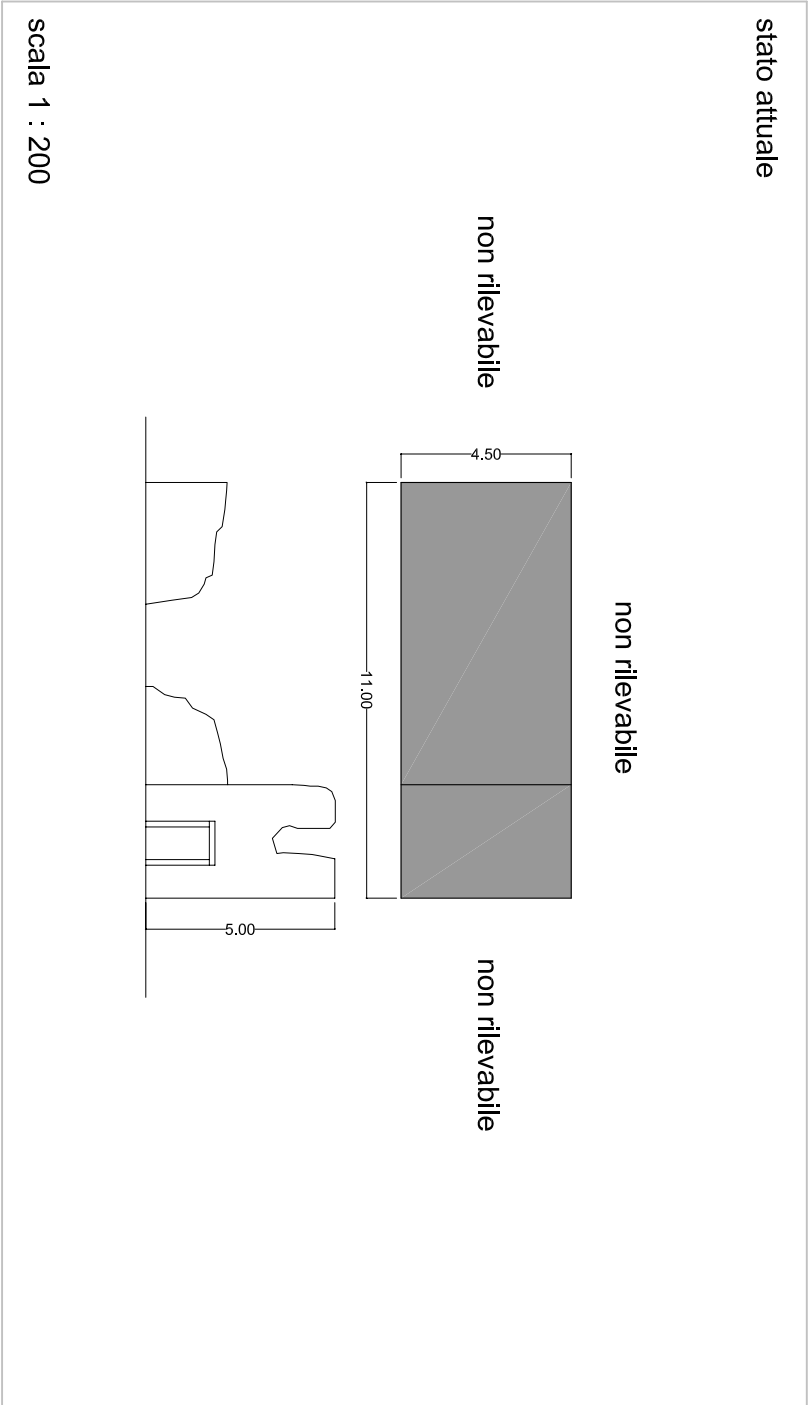 stato attuale
non rilevabile
non rilevabile
non rilevabile
4.50
11.00
5.00
scala 1 : 200